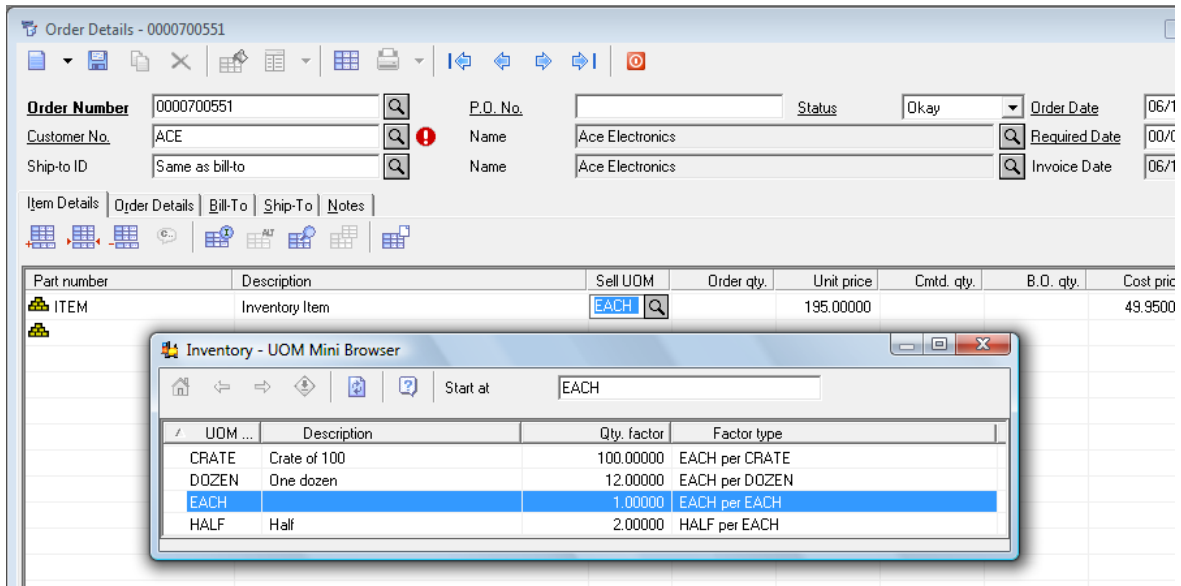 Order Details - 0000700551
Order Number 0000700551 P.O. No. Status Okay Order Date 06/1
Customer No. ACE Name Ace Electronics Required Date 00/0
Ship-to ID Same as bill-to Name Ace Electronics Invoice Date 06/1
Item Details Order Details Bill-To Ship-To Notes
C... ALT
Part number Description Sell UOM Order qty. Unit price Cmtd. qty. B.O. qty. Cost pric
ITEM Inventory Item EACH 195.00000 49.9500
Inventory - UOM Mini Browser
Start at EACH
UOM ... Description Qty. factor Factor type
CRATE Crate of 100 100.00000 EACH per CRATE
DOZEN One dozen 12.00000 EACH per DOZEN
EACH 1.00000 EACH per EACH
HALF Half 2.00000 HALF per EACH